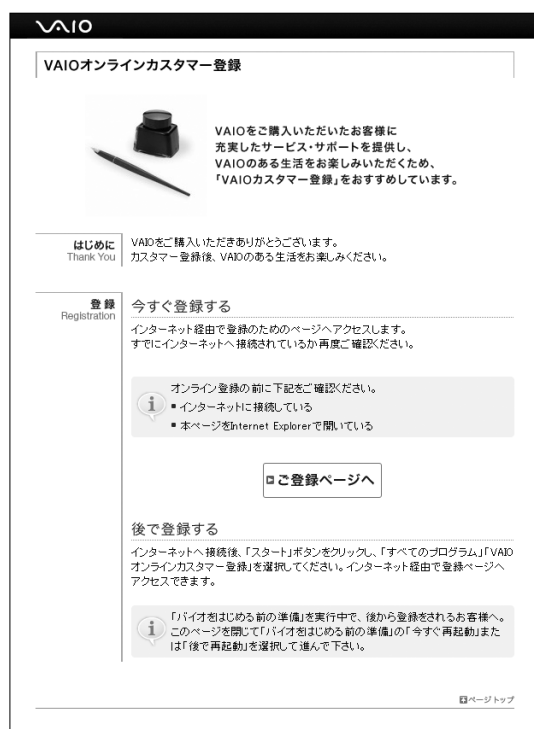 VAIO
VAIOオンラインカスタマー登録
VAIOをご購入いただいたお客様に
充実したサービス・サポートを提供し、
VAIOのある生活をお楽しみいただくため、
「VAIOカスタマー登録」をおすすめしています。
はじめに
Thank You
VAIOをご購入いただきありがとうございます。
カスタマー登録後、VAIOのある生活をお楽しみください。
登録
Registration
今すぐ登録する
インターネット経由で登録のためのページへアクセスします。
すでにインターネットへ接続されているか再度ご確認ください。
オンライン登録の前に下記をご確認ください。
■ インターネットに接続している
■ 本ページをInternet Explorerで開いている
ご登録ページへ
後で登録する
インターネットへ接続後、「スタート」ボタンをクリックし、「すべてのプログラム」「VAIO
オンラインカスタマー登録」を選択してください。インターネット経由で登録ページへ
アクセスできます。
「バイオをはじめる前の準備」を実行中で、後から登録をされるお客様へ。
このページを閉じて「バイオをはじめる前の準備」の「今すぐ再起動」また
は「後で再起動」を選択して進んで下さい。
ページトップ